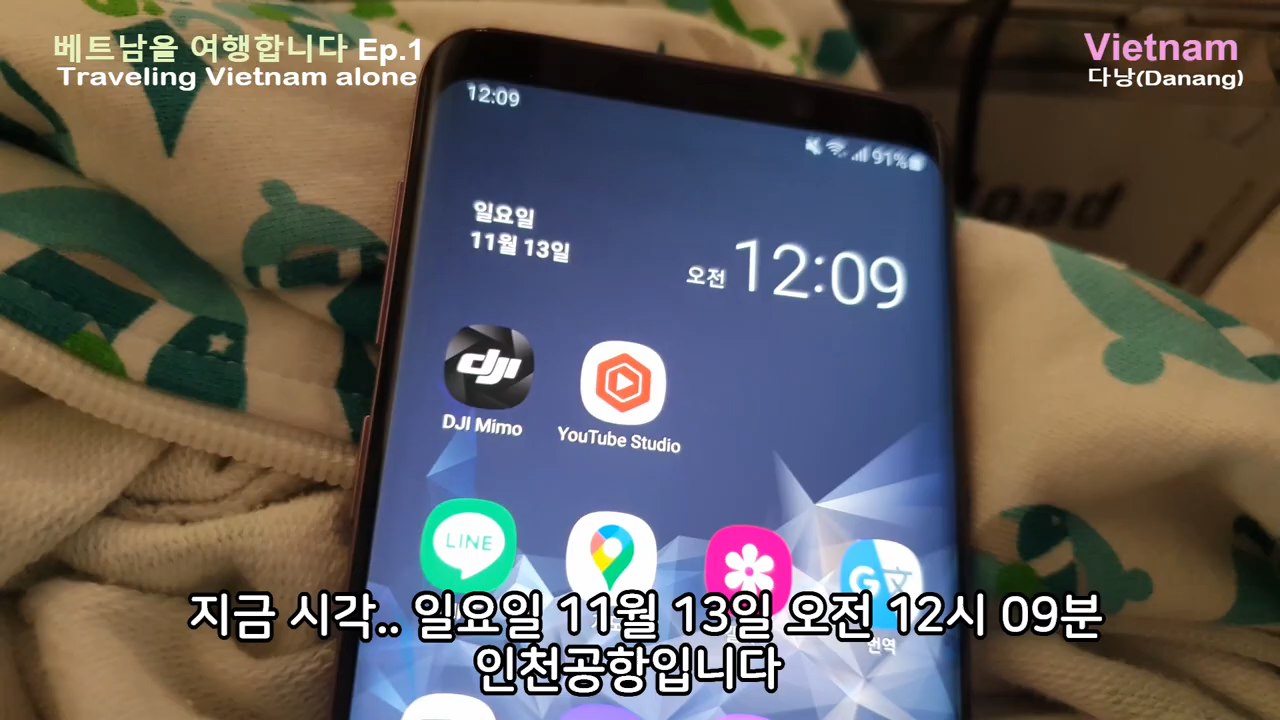 베트남을 여행합니다 Ep.1
Traveling Vietnam alone
Vietnam
다낭(Danang)
12:09
91%
일요일
11월 13일
오전 12:09
dji
DJI Mimo
YouTube Studio
LINE
G
번역
oad
지금 시각.. 일요일 11월 13일 오전 12시 09분
인천공항입니다